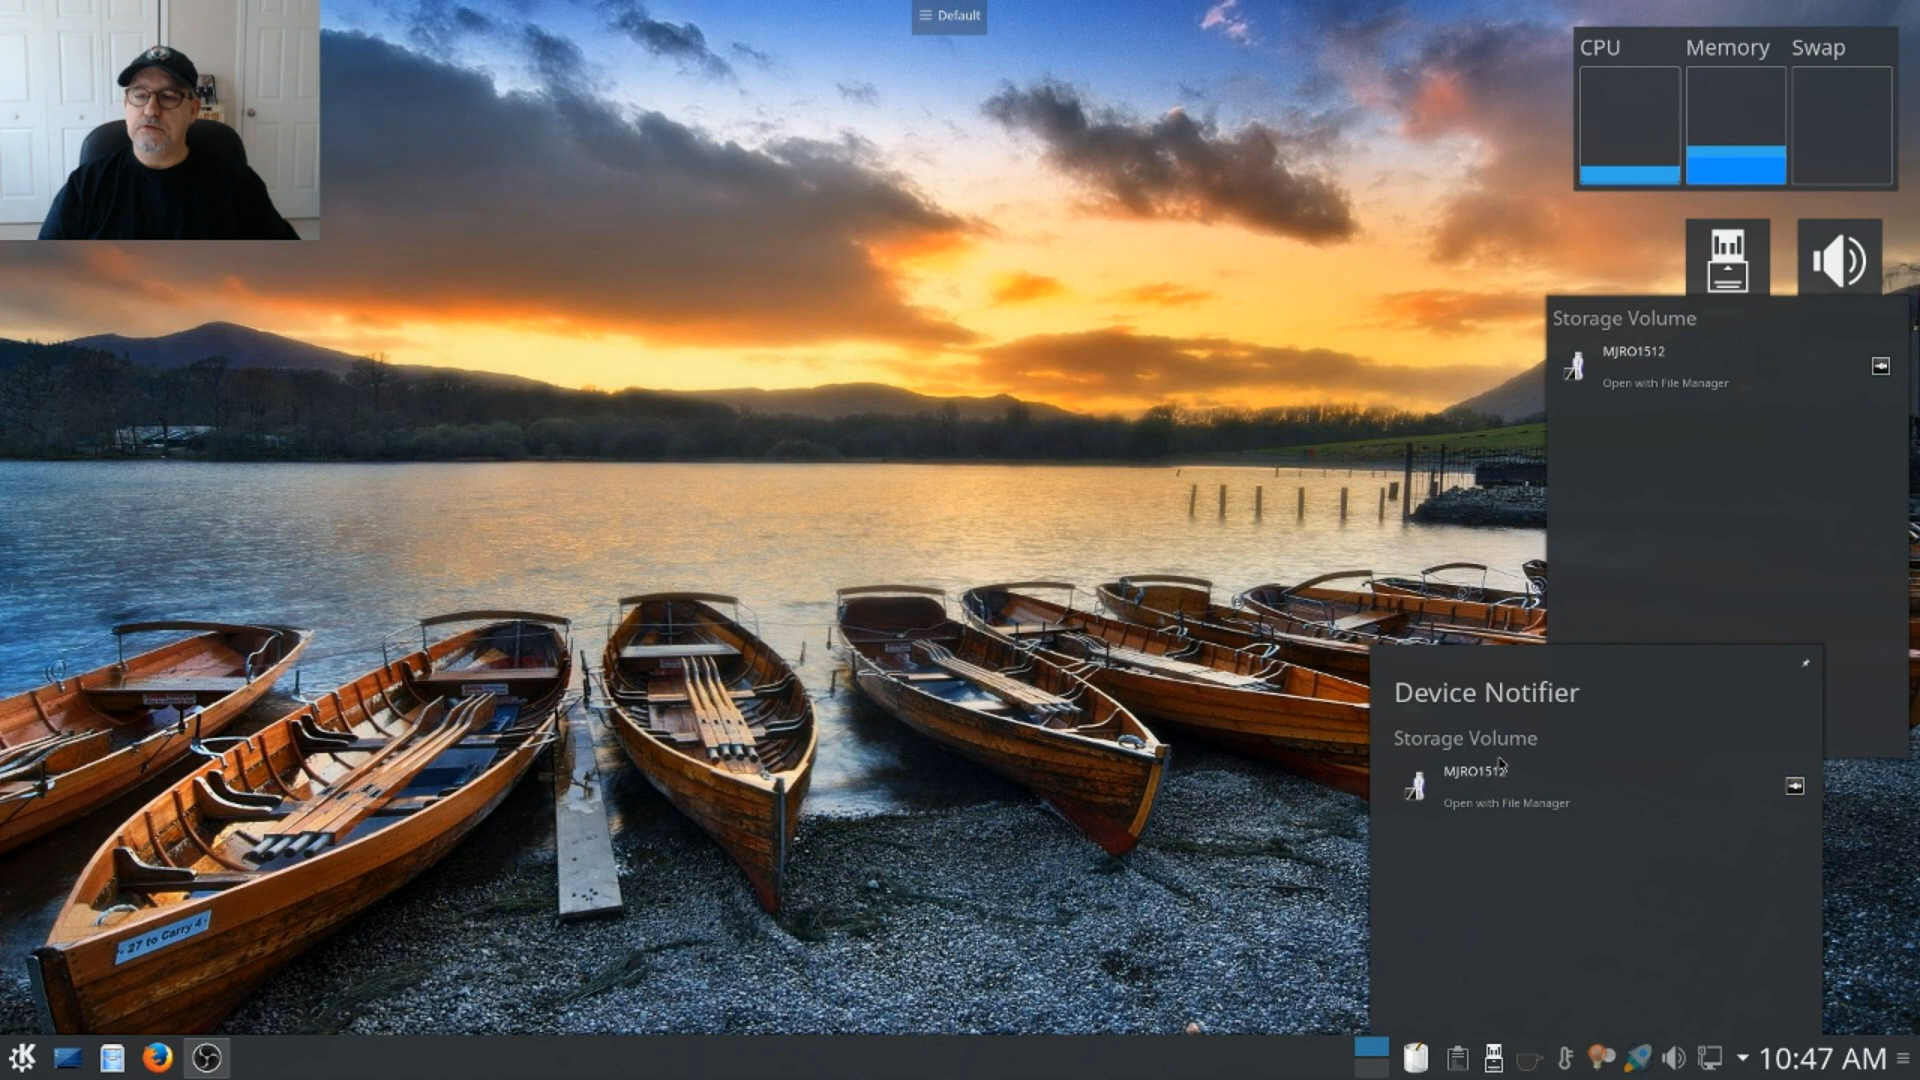 Default
CPU Memory Swap
Storage Volume
MJRO1512
Open with File Manager
Device Notifier
Storage Volume
MJRO1512
Open with File Manager
27 to Carry 4
10:47 AM